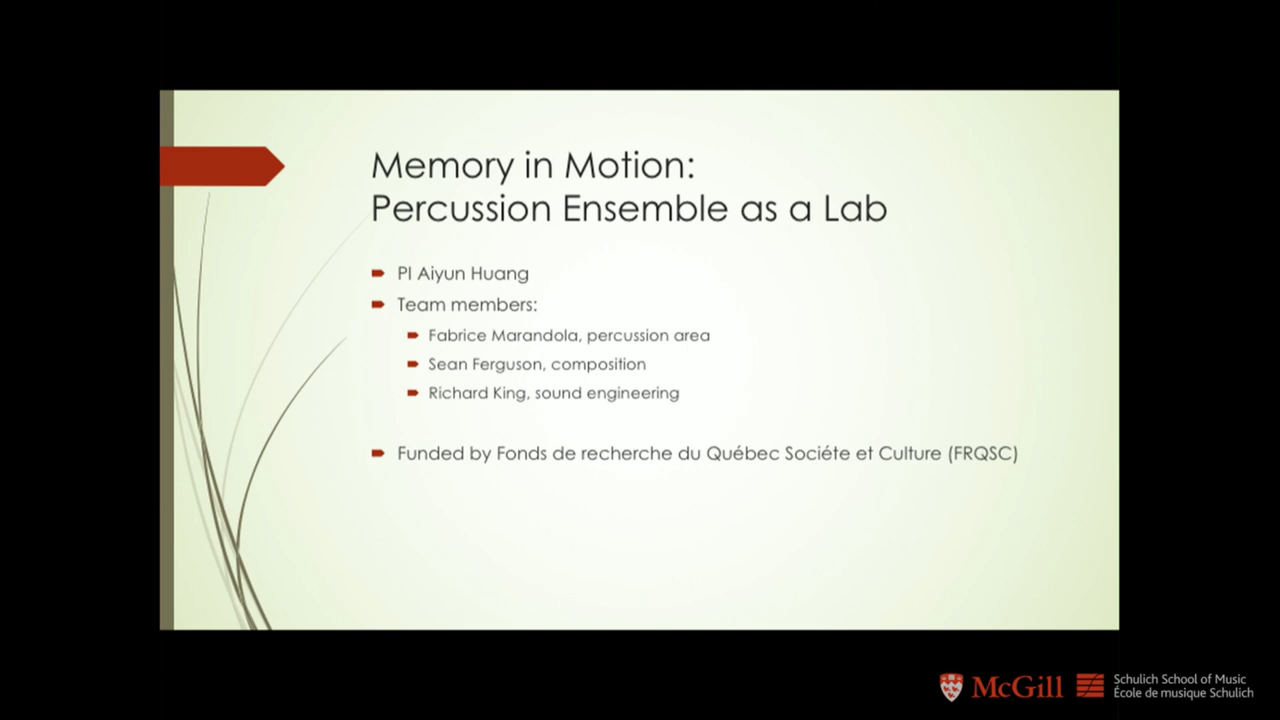 Memory in Motion:
Percussion Ensemble as a Lab
PI Aiyun Huang
Team members:
Fabrice Marandola, percussion area
Sean Ferguson, composition
Richard King, sound engineering
Funded by Fonds de recherche du Québec Sociéte et Culture (FRQSC)
McGill
Schulich School of Music
École de musique Schulich